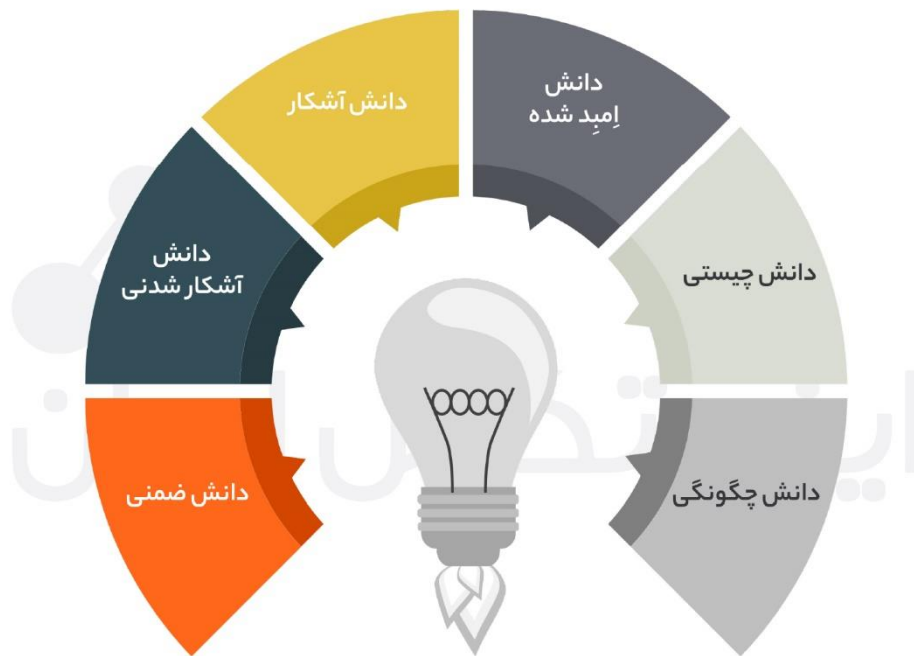 دانش آشکار
دانش
اِمبِد شده
دانش
آشکار شدنی
دانش چیستی
دانش ضمنی
دانش چگونگی